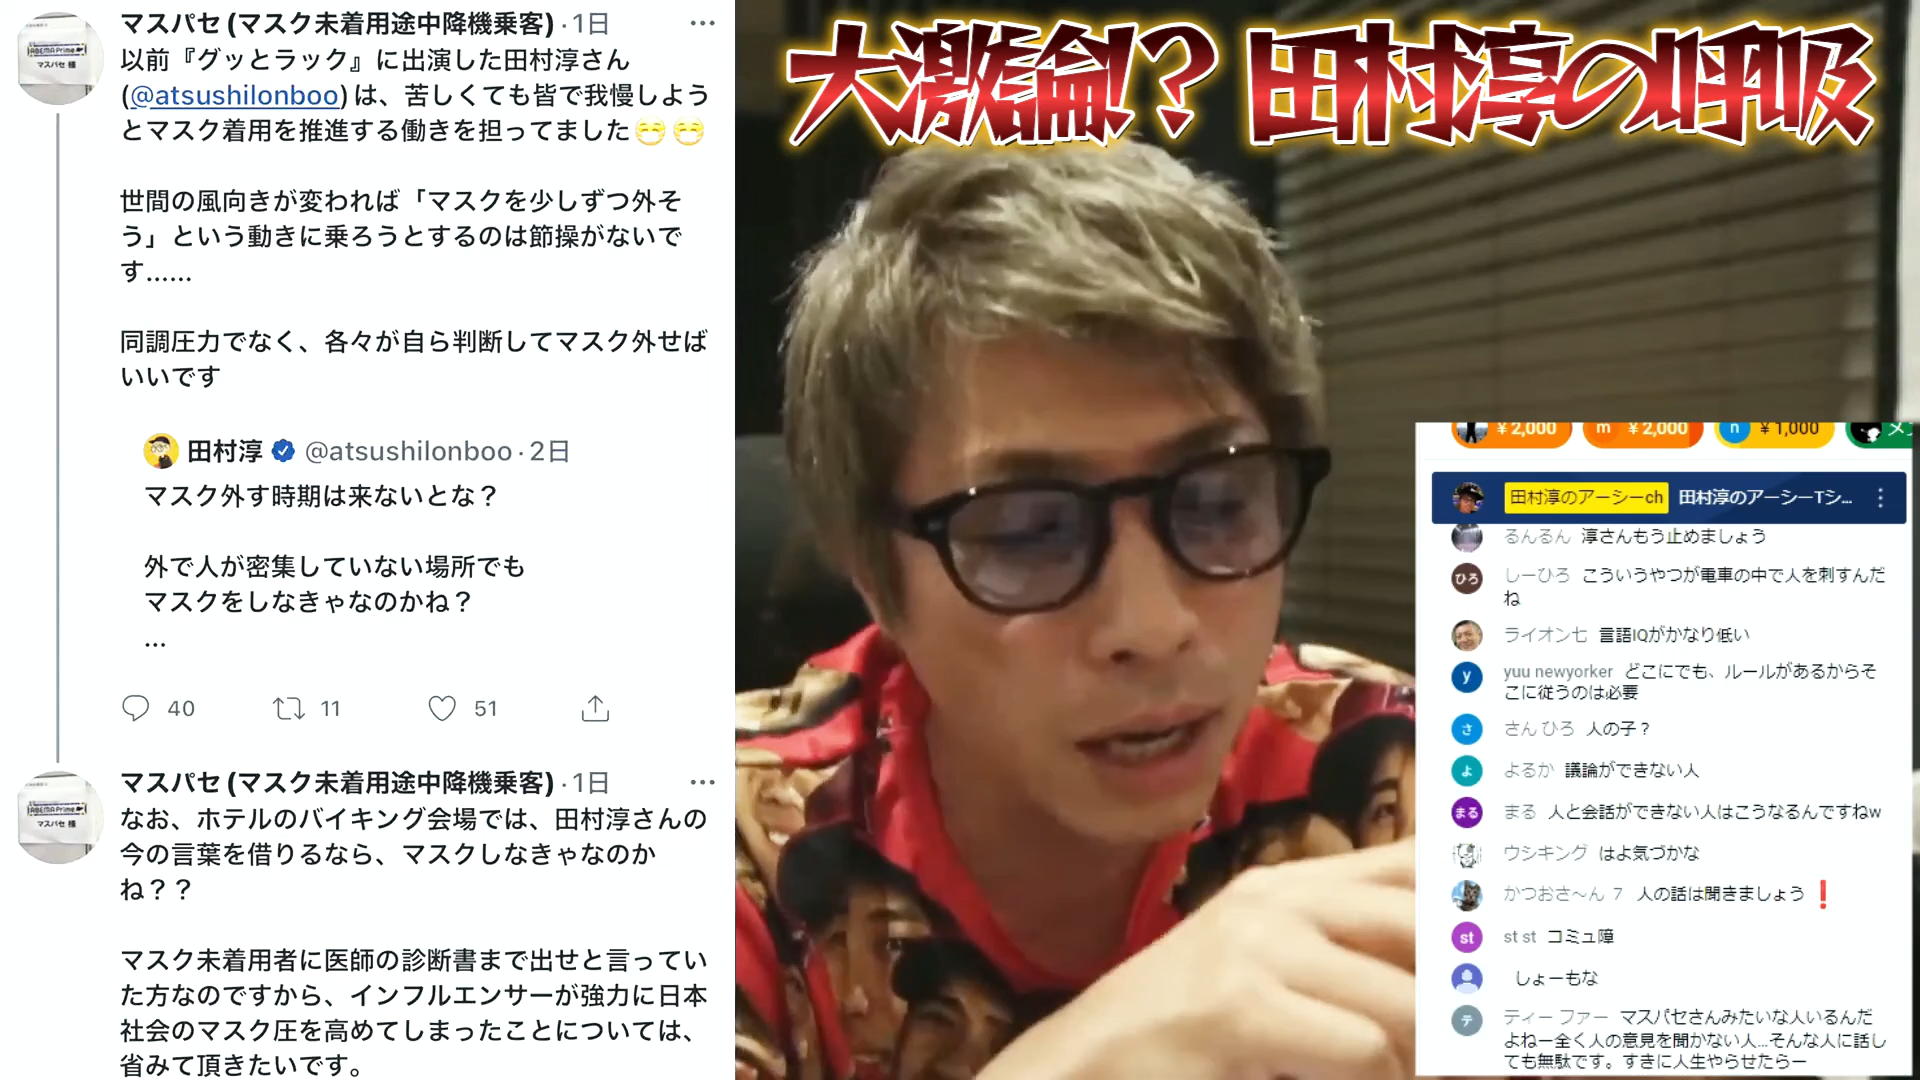 マスパセ (マスク未着用途中降機乗客) · 1日
以前『グッとラック』に出演した田村淳さん
(@atsushilonboo) は、苦しくても皆で我慢しよう
とマスク着用を推進する働きを担ってました😷😷
世間の風向きが変われば「マスクを少しずつ外そ
う」という動きに乗ろうとするのは節操がないで
す……
同調圧力でなく、各々が自ら判断してマスク外せば
いいです
田村淳 @atsushilonboo · 2日
マスク外す時期は来ないとな？
外で人が密集していない場所でも
マスクをしなきゃなのかね？
...
40 11 51
マスパセ (マスク未着用途中降機乗客) · 1日
なお、ホテルのバイキング会場では、田村淳さんの
今の言葉を借りるなら、マスクしなきゃなのか
ね？？
マスク未着用者に医師の診断書まで出せと言ってい
た方なのですから、インフルエンサーが強力に日本
社会のマスク圧を高めてしまったことについては、
省みて頂きたいです。
ABEMA Prime
マスパセ 様
ABEMA Prime
マスパセ 様
大激論!? 田村淳の呼吸
￥2,000 m ￥2,000 n ￥1,000 メ
田村淳のアーシーch 田村淳のアーシーTシ...
るんるん 淳さんもう止めましょう
ひろ しーひろ こういうやつが電車の中で人を刺すんだ
ね
ライオン七 言語IQがかなり低い
y yuu newyorker どこにでも、ルールがあるからそ
こに従うのは必要
さ さんひろ 人の子？
よ よるか 議論ができない人
まる まる 人と会話ができない人はこうなるんですねw
ウシキング はよ気づかな
かつおさ～ん 7 人の話は聞きましょう❗
st st st コミュ障
しょーもな
テ ティー ファー マスパセさんみたいな人いるんだ
よねー全く人の意見を聞かない人...そんな人に話し
ても無駄です。すきに人生やらせたらー